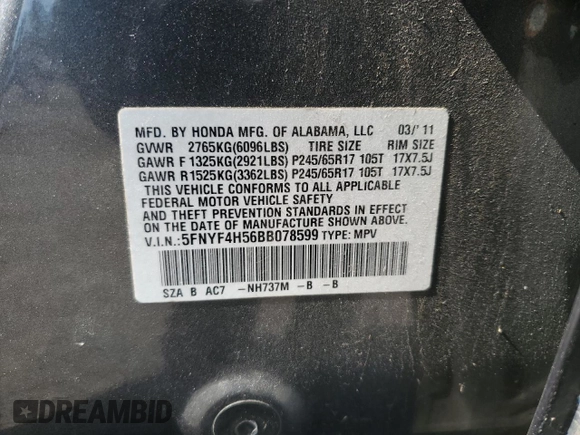 MFD. BY HONDA MFG. OF ALABAMA, LLC 03/'11
GVWR 2765KG(6096LBS) TIRE SIZE RIM SIZE
GAWR F 1325KG(2921LBS) P245/65R17 105T 17X7.5J
GAWR R 1525KG(3362LBS) P245/65R17 105T 17X7.5J
THIS VEHICLE CONFORMS TO ALL APPLICABLE
FEDERAL MOTOR VEHICLE SAFETY
AND THEFT PREVENTION STANDARDS IN EFFECT
ON THE DATE OF MANUFACTURE SHOWN ABOVE.
V.I.N.:5FNYF4H56BB078599 TYPE: MPV
SZA B AC7 -NH737M -B -B
DREAMBID